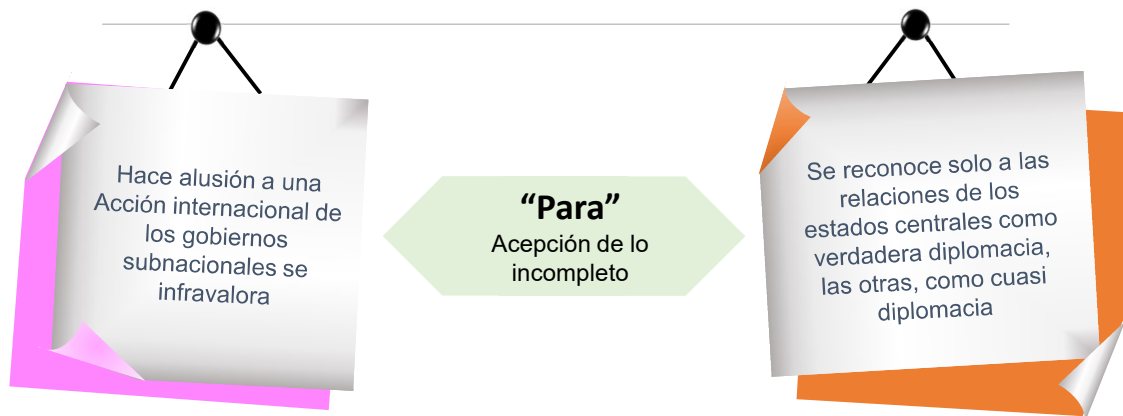 Hace alusión a una
Acción internacional de
los gobiernos
subnacionales se
infravalora
“Para”
Acepción de lo
incompleto
Se reconoce solo a las
relaciones de los
estados centrales como
verdadera diplomacia,
las otras, como cuasi
diplomacia